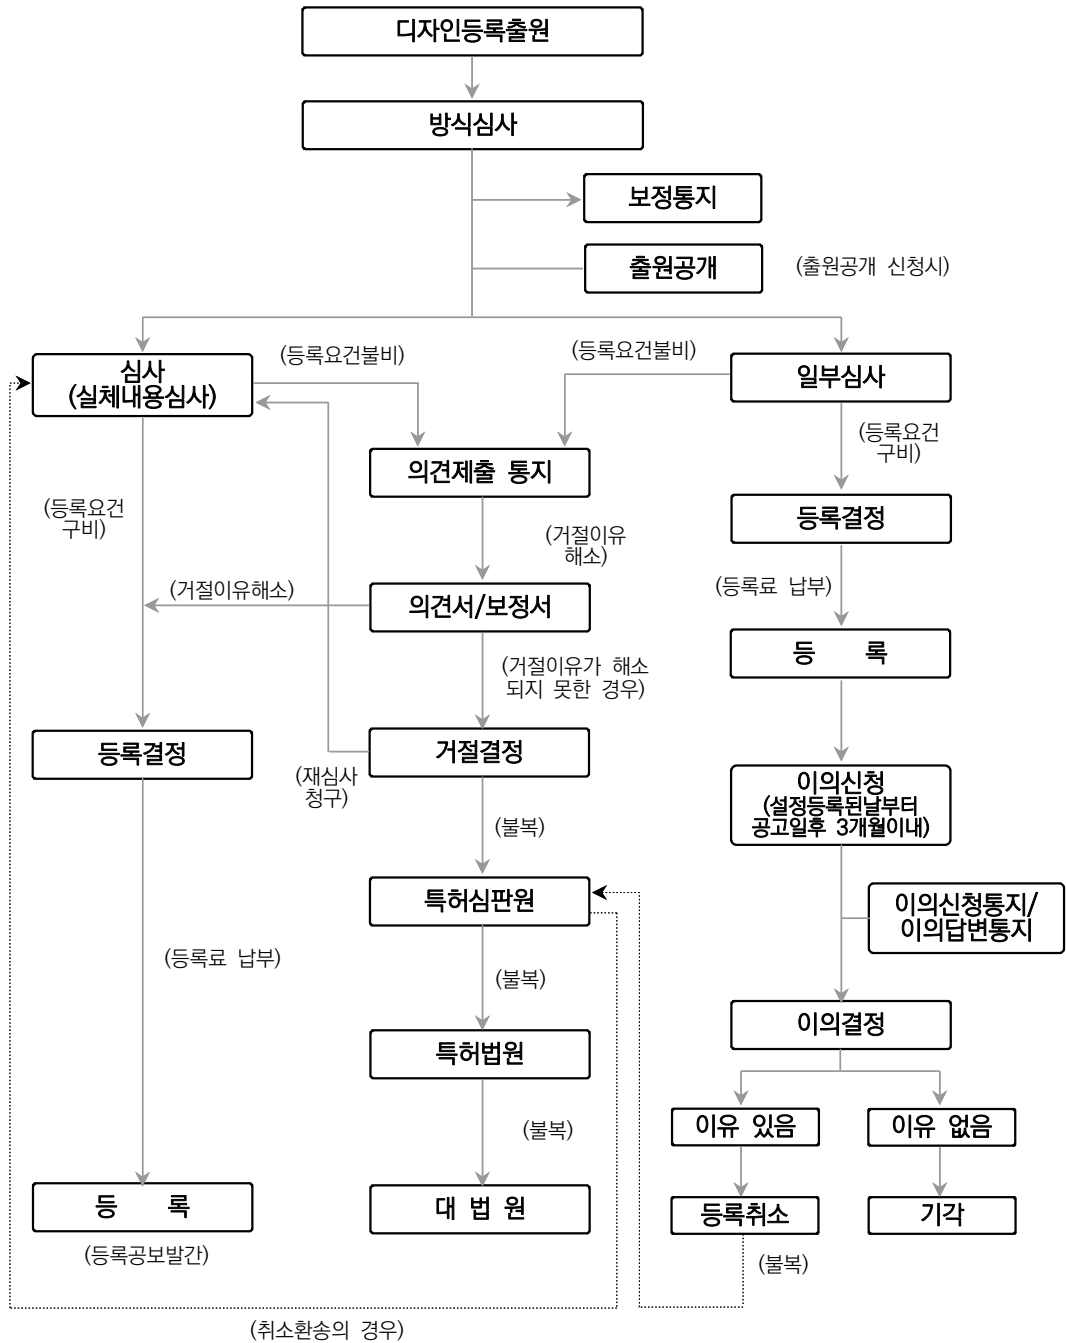 디자인등록출원
방식심사
보정통지
출원공개
(출원공개 신청시)
심사
(실체내용심사)
(등록요건불비)
(등록요건불비)
일부심사
(등록요건
구비)
의견제출 통지
(등록요건
구비)
등록결정
(거절이유
해소)
(거절이유해소)
의견서/보정서
(등록료 납부)
등 록
(거절이유가 해소
되지 못한 경우)
등록결정
거절결정
(재심사
청구)
이의신청
(설정등록된날부터
공고일후 3개월이내)
(불복)
특허심판원
이의신청통지/
이의답변통지
(등록료 납부)
(불복)
이의결정
특허법원
이유 있음
이유 없음
(불복)
등 록
대 법 원
등록취소
기각
(등록공보발간)
(불복)
(취소환송의 경우)